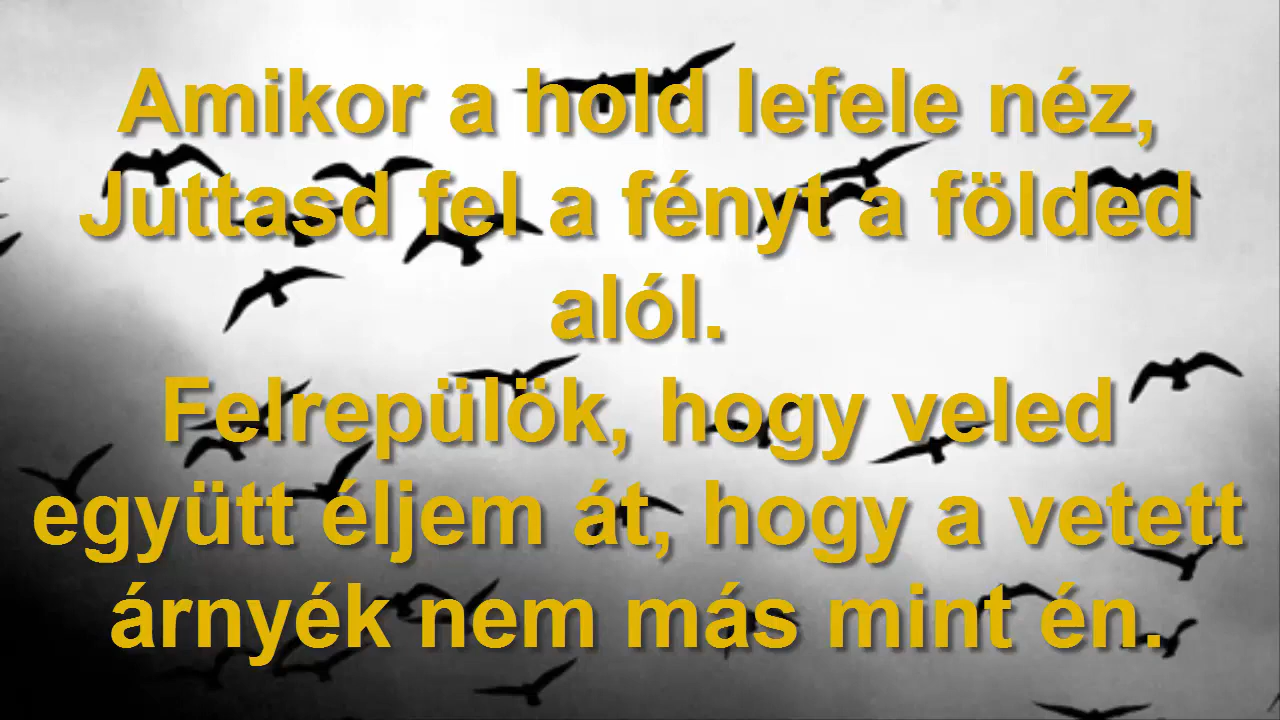 Amikor a hold lefele néz,
Juttasd fel a fényt a földed
alól.
Felrepülök, hogy veled
együtt éljem át, hogy a vetett
árnyék nem más mint én.